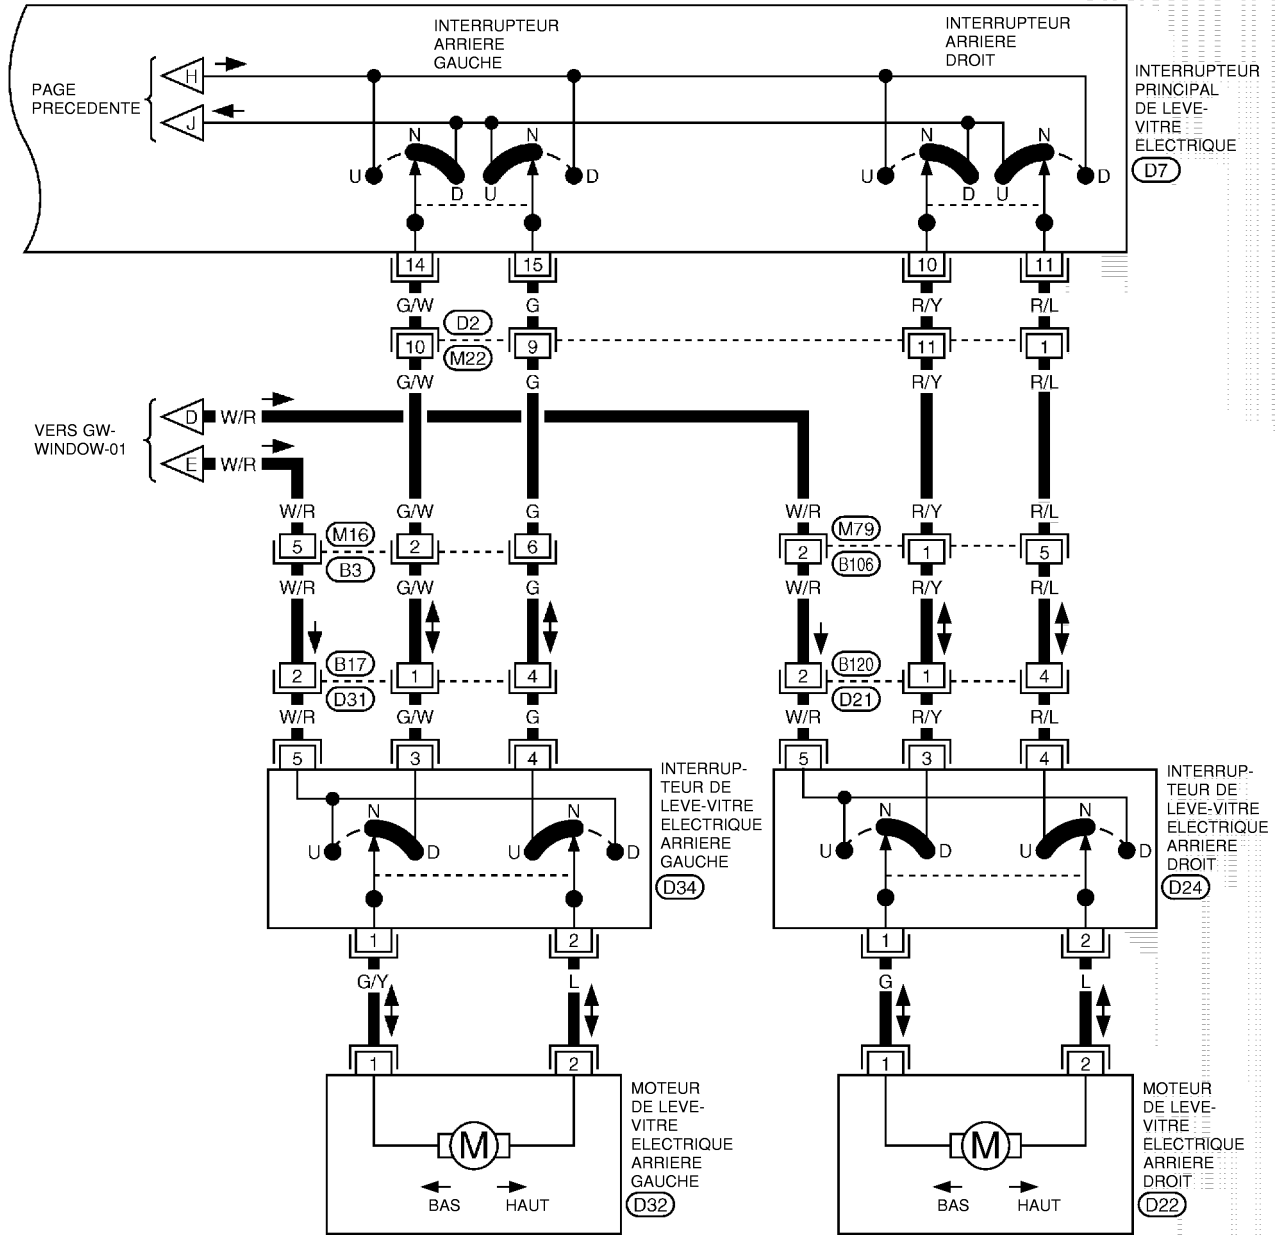 INTERRUPTEUR
ARRIERE
GAUCHE
INTERRUPTEUR
ARRIERE
DROIT
PAGE
PRECEDENTE
H
J
INTERRUPTEUR
PRINCIPAL
DE LEVE-
VITRE
ELECTRIQUE
D7
U N D U N D
U N D U N D
14 15 10 11
G/W G R/Y R/L
D2
10 9 11 1
M22
G/W G R/Y R/L
VERS GW-
WINDOW-01
D W/R
E W/R
W/R G/W G W/R R/Y R/L
M16 M79
5 2 6 2 1 5
B3 B106
W/R G/W G W/R R/Y R/L
B17 B120
2 1 4 2 1 4
D31 D21
W/R G/W G W/R R/Y R/L
5 3 4 5 3 4
INTERRUP-
TEUR DE
LEVE-VITRE
ELECTRIQUE
ARRIERE
GAUCHE
D34
INTERRUP-
TEUR DE
LEVE-VITRE
ELECTRIQUE
ARRIERE
DROIT
D24
U N D U N D
U N D U N D
1 2 1 2
G/Y L G L
1 2 1 2
MOTEUR
DE LEVE-
VITRE
ELECTRIQUE
ARRIERE
GAUCHE
D32
M
BAS HAUT
MOTEUR
DE LEVE-
VITRE
ELECTRIQUE
ARRIERE
DROIT
D22
M
BAS HAUT